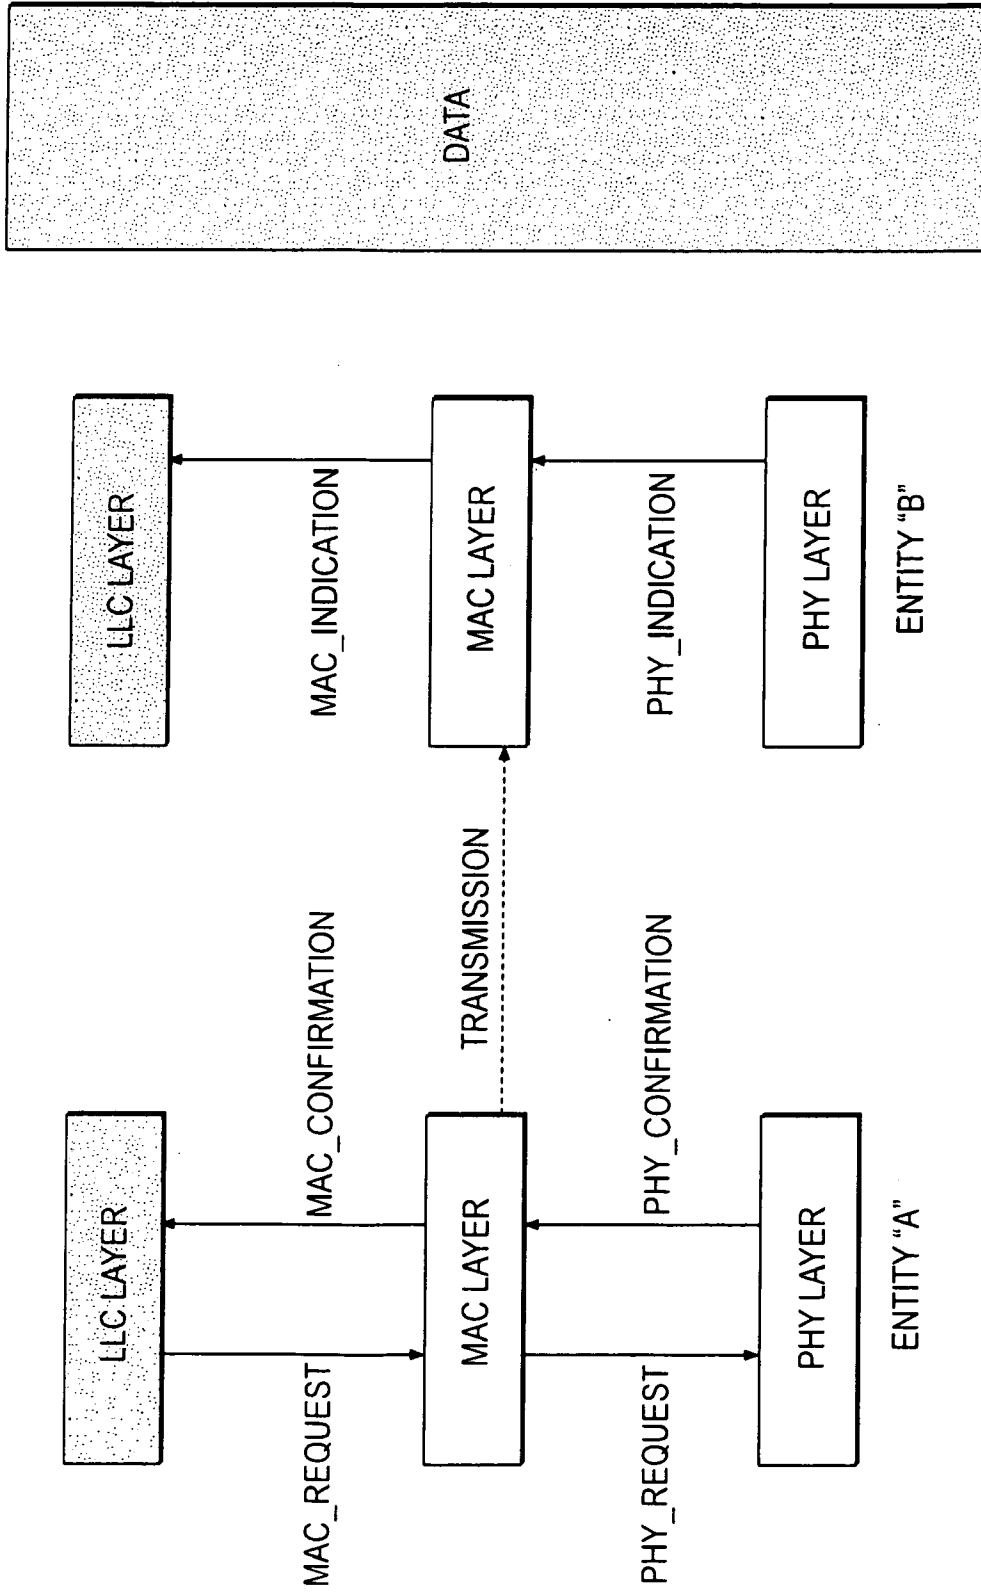 LLC LAYER
MAC_REQUEST
MAC_CONFIRMATION
MAC LAYER
PHY_REQUEST
PHY_CONFIRMATION
PHY LAYER
ENTITY “A”
TRANSMISSION
LLC LAYER
MAC_INDICATION
MAC LAYER
PHY_INDICATION
PHY LAYER
ENTITY “B”
DATA